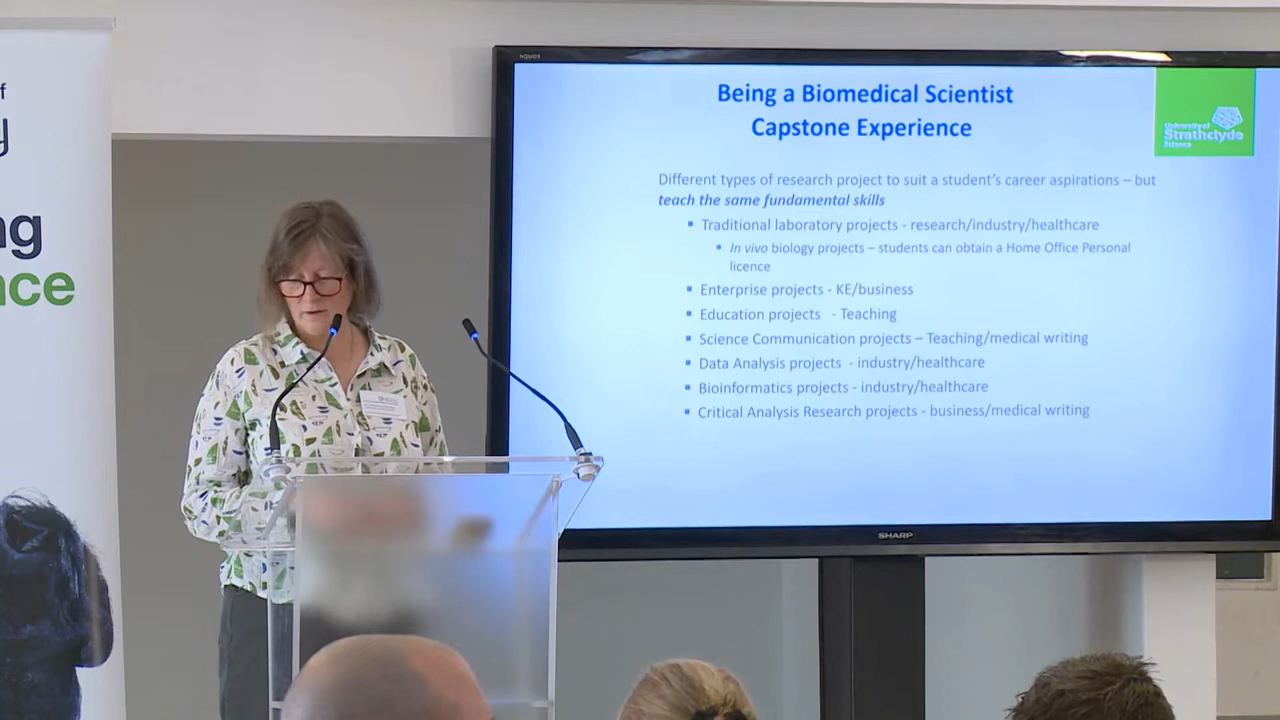 f
y
ng
nce
AQUOS
Being a Biomedical Scientist
Capstone Experience
University of
Strathclyde
Science
Different types of research project to suit a student's career aspirations – but
teach the same fundamental skills
▪ Traditional laboratory projects - research/industry/healthcare
▪ In vivo biology projects – students can obtain a Home Office Personal
licence
▪ Enterprise projects - KE/business
▪ Education projects - Teaching
▪ Science Communication projects – Teaching/medical writing
▪ Data Analysis projects - industry/healthcare
▪ Bioinformatics projects - industry/healthcare
▪ Critical Analysis Research projects - business/medical writing
SHARP